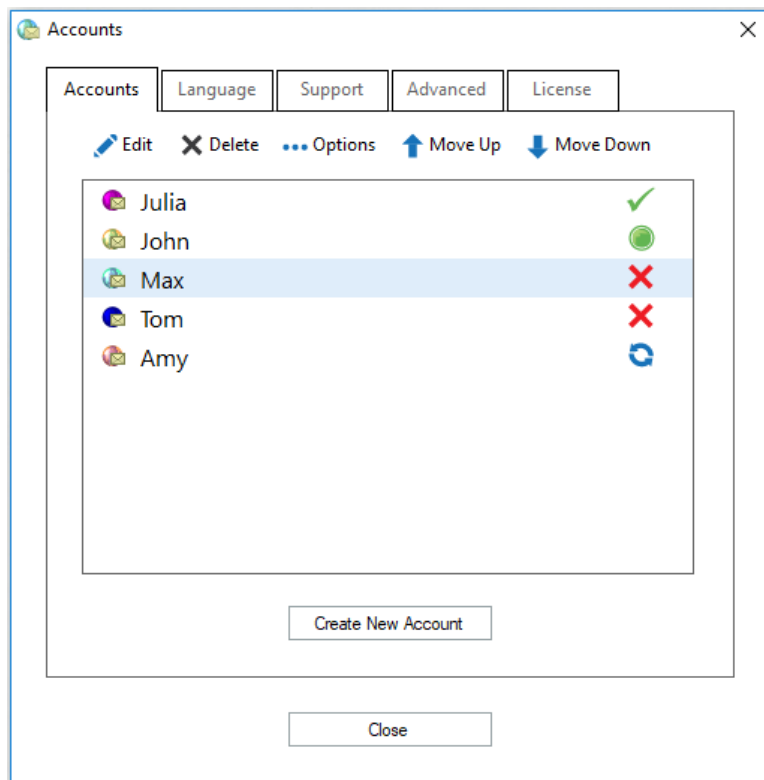 Accounts
Accounts Language Support Advanced License
Edit Delete Options Move Up Move Down
Julia
John
Max
Tom
Amy
Create New Account
Close